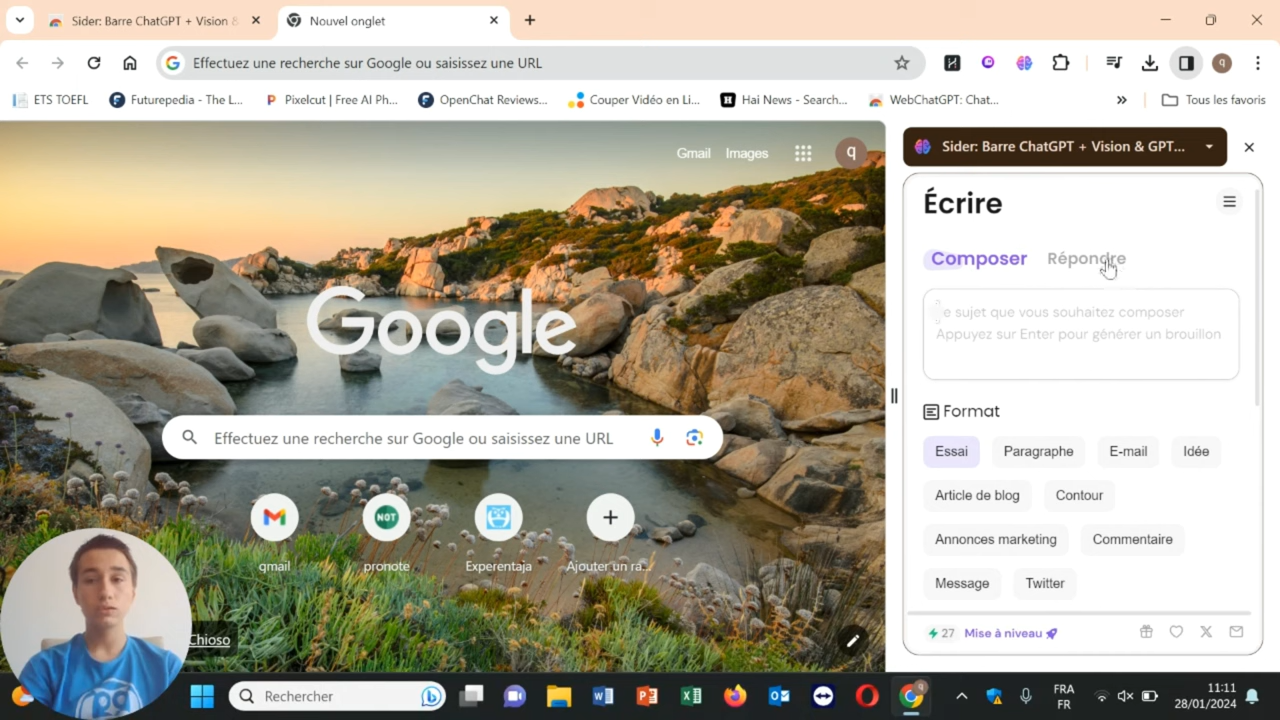 Sider: Barre ChatGPT + Vision &
Nouvel onglet
Effectuez une recherche sur Google ou saisissez une URL
q
ETS TOEFL
Futurepedia - The L...
Pixelcut | Free AI Ph...
OpenChat Reviews...
Couper Vidéo en Li...
Hai News - Search...
WebChatGPT: Chat...
»
Tous les favoris
Gmail
Images
q
Google
Effectuez une recherche sur Google ou saisissez une URL
NOT
qmail
pronote
Experentaja
Ajouter un ra...
Chioso
Sider: Barre ChatGPT + Vision & GPT...
Écrire
Composer
Répondre
e sujet que vous souhaitez composer
Appuyez sur Enter pour générer un brouillon
Format
Essai
Paragraphe
E-mail
Idée
Article de blog
Contour
Annonces marketing
Commentaire
Message
Twitter
27
Mise à niveau
Rechercher
FRA
FR
11:11
28/01/2024